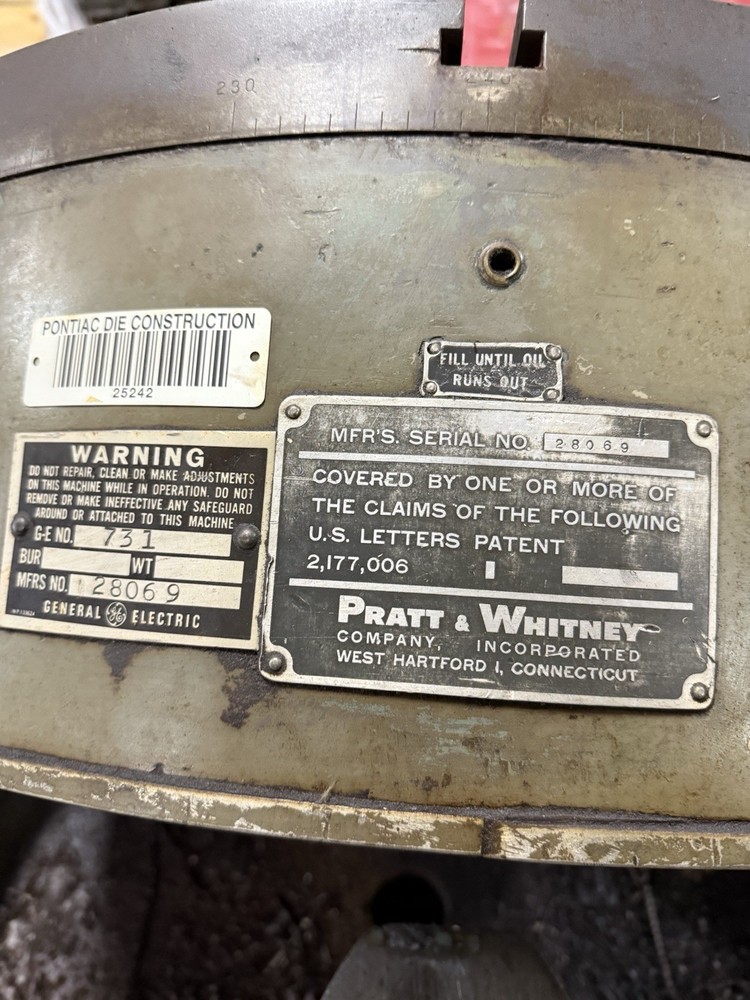 230
PONTIAC DIE CONSTRUCTION
25242
FILL UNTIL OIL
RUNS OUT
WARNING
DO NOT REPAIR, CLEAN OR MAKE ADJUSTMENTS
ON THIS MACHINE WHILE IN OPERATION. DO NOT
REMOVE OR MAKE INEFFECTIVE ANY SAFEGUARD
AROUND OR ATTACHED TO THIS MACHINE
G-E NO. 731
BUR WT
MFRS NO. 28069
GENERAL GE ELECTRIC
MFR'S. SERIAL NO. 28069
COVERED BY ONE OR MORE OF
THE CLAIMS OF THE FOLLOWING
U.S. LETTERS PATENT
2,177,006
PRATT & WHITNEY
COMPANY, INCORPORATED
WEST HARTFORD 1, CONNECTICUT